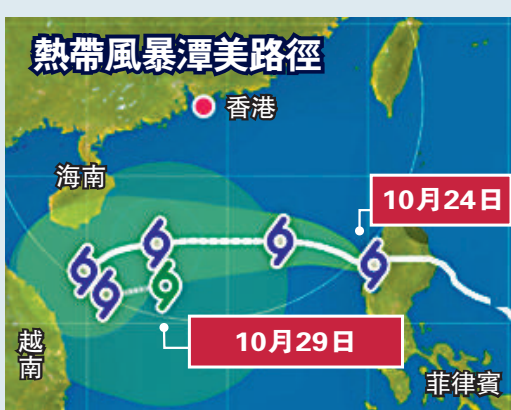 熱帶風暴潭美路徑
香港
海南
10月24日
10月29日
越
南
菲律賓